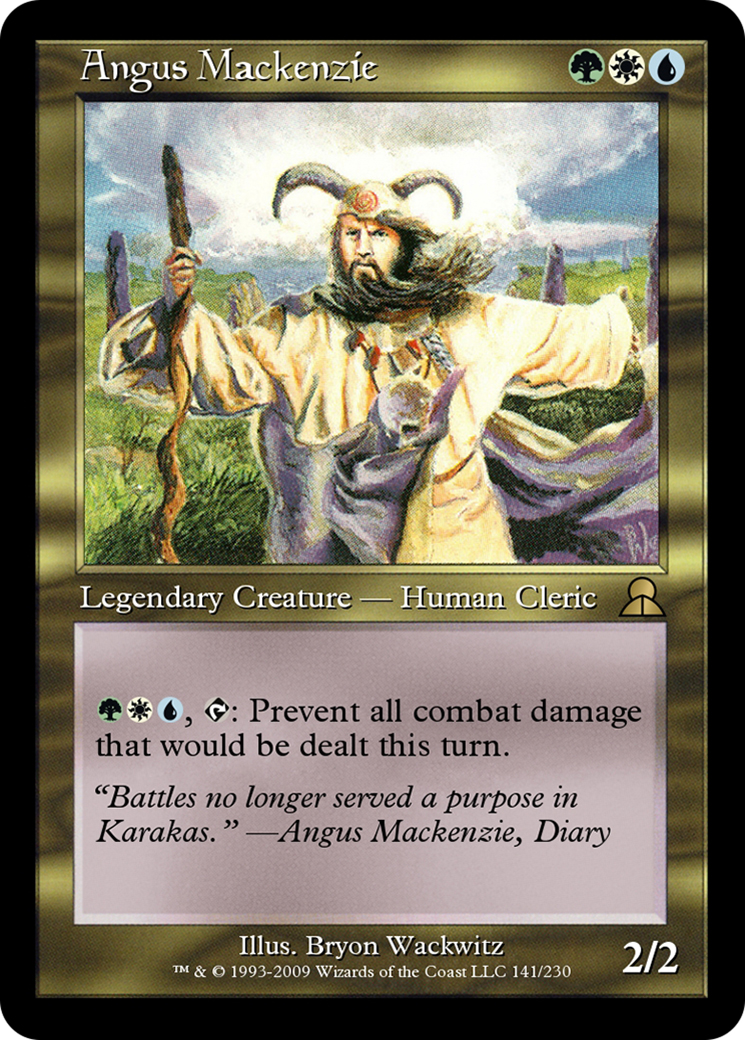 Angus Mackenzie
Legendary Creature — Human Cleric
, : Prevent all combat damage
that would be dealt this turn.
“Battles no longer served a purpose in
Karakas.” —Angus Mackenzie, Diary
Illus. Bryon Wackwitz
™ & © 1993-2009 Wizards of the Coast LLC 141/230
2/2